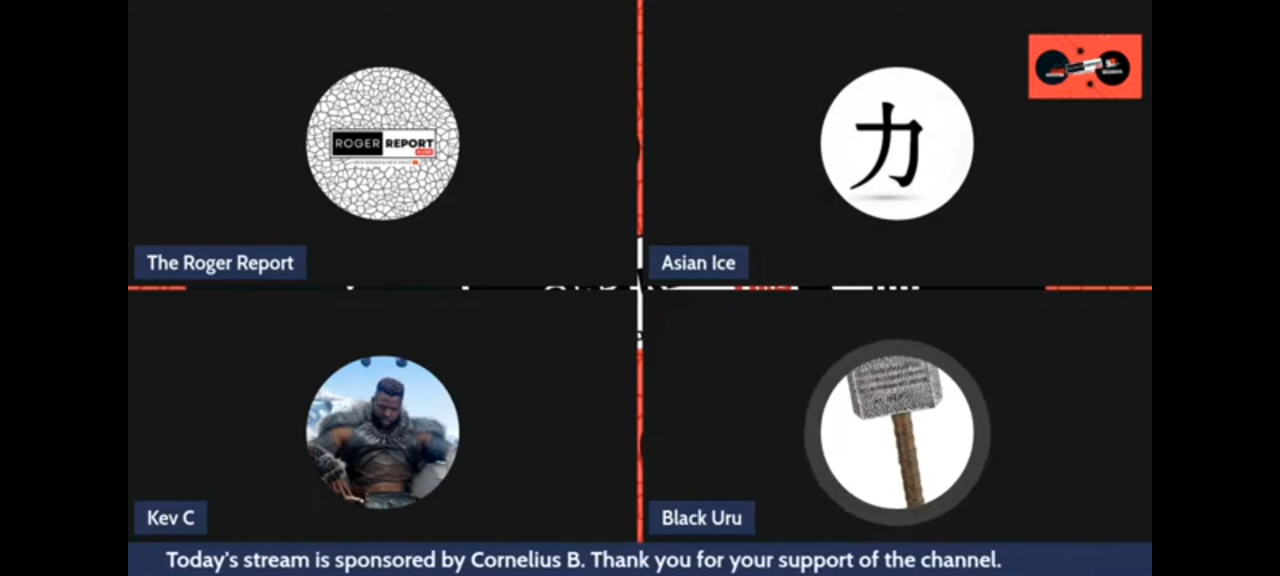 ROGER REPORT
力
The Roger Report
Asian Ice
Kev C
Black Uru
Today's stream is sponsored by Cornelius B. Thank you for your support of the channel.